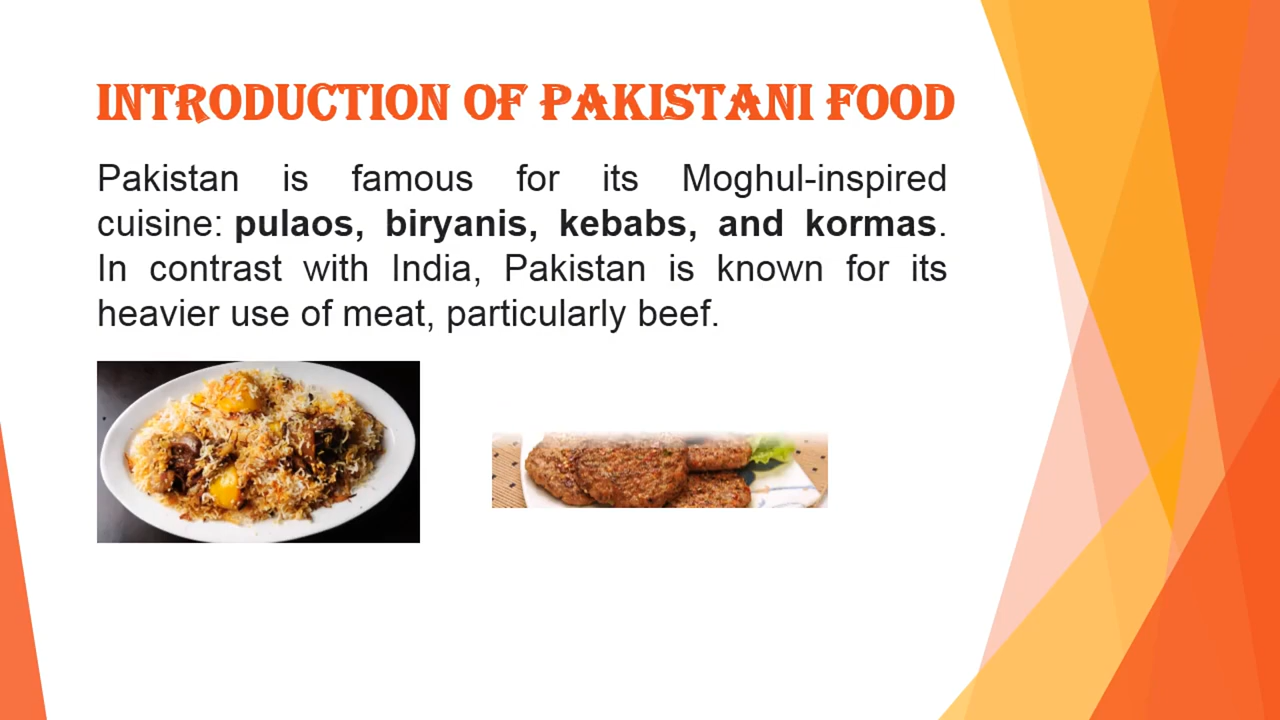 INTRODUCTION OF PAKISTANI FOOD
Pakistan is famous for its Moghul-inspired
cuisine: pulaos, biryanis, kebabs, and kormas.
In contrast with India, Pakistan is known for its
heavier use of meat, particularly beef.